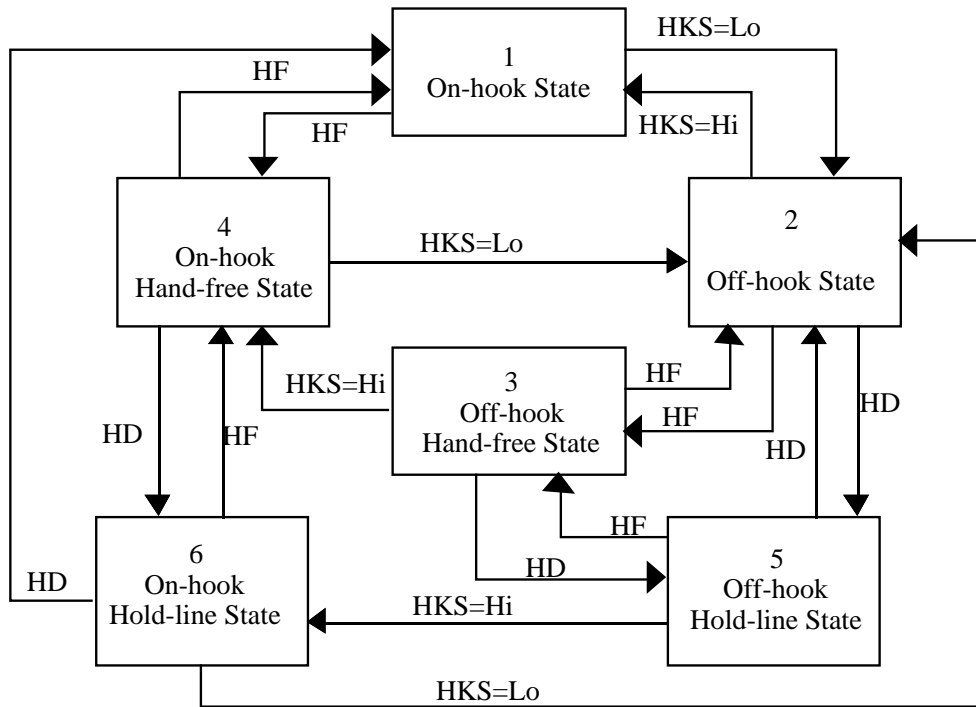 1
On-hook State
HKS=Lo
HF
HF
HKS=Hi
4
On-hook
Hand-free State
HKS=Lo
2
Off-hook State
HKS=Hi
3
Off-hook
Hand-free State
HF
HF
HD
HD
HF
HD
6
On-hook
Hold-line State
HD
HF
HD
HKS=Hi
5
Off-hook
Hold-line State
HKS=Lo